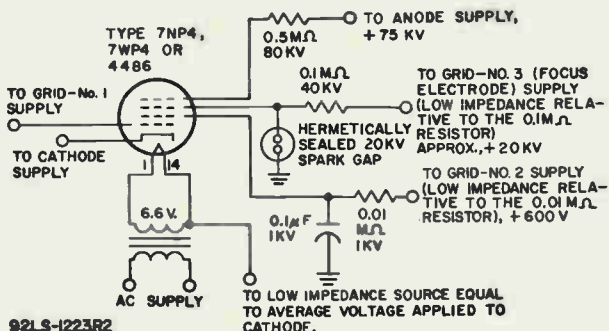 TYPE 7NP4,
7WP4 OR
4486
0.5MΩ
80KV
TO ANODE SUPPLY,
+75 KV
TO GRID-NO.1
SUPPLY
0.1MΩ
40KV
TO GRID-NO.3 (FOCUS
ELECTRODE) SUPPLY
(LOW IMPEDANCE RELA-
TIVE TO THE 0.1MΩ
RESISTOR)
APPROX.,+20KV
TO CATHODE
SUPPLY
HERMETICALLY
SEALED 20KV
SPARK GAP
1 14
TO GRID-NO.2 SUPPLY
(LOW IMPEDANCE RELA-
TIVE TO THE 0.01MΩ
RESISTOR), +600V
6.6V.
0.1µF
1KV
0.01
MΩ
1KV
AC SUPPLY
TO LOW IMPEDANCE SOURCE EQUAL
TO AVERAGE VOLTAGE APPLIED TO
CATHODE.
92LS-1223R2